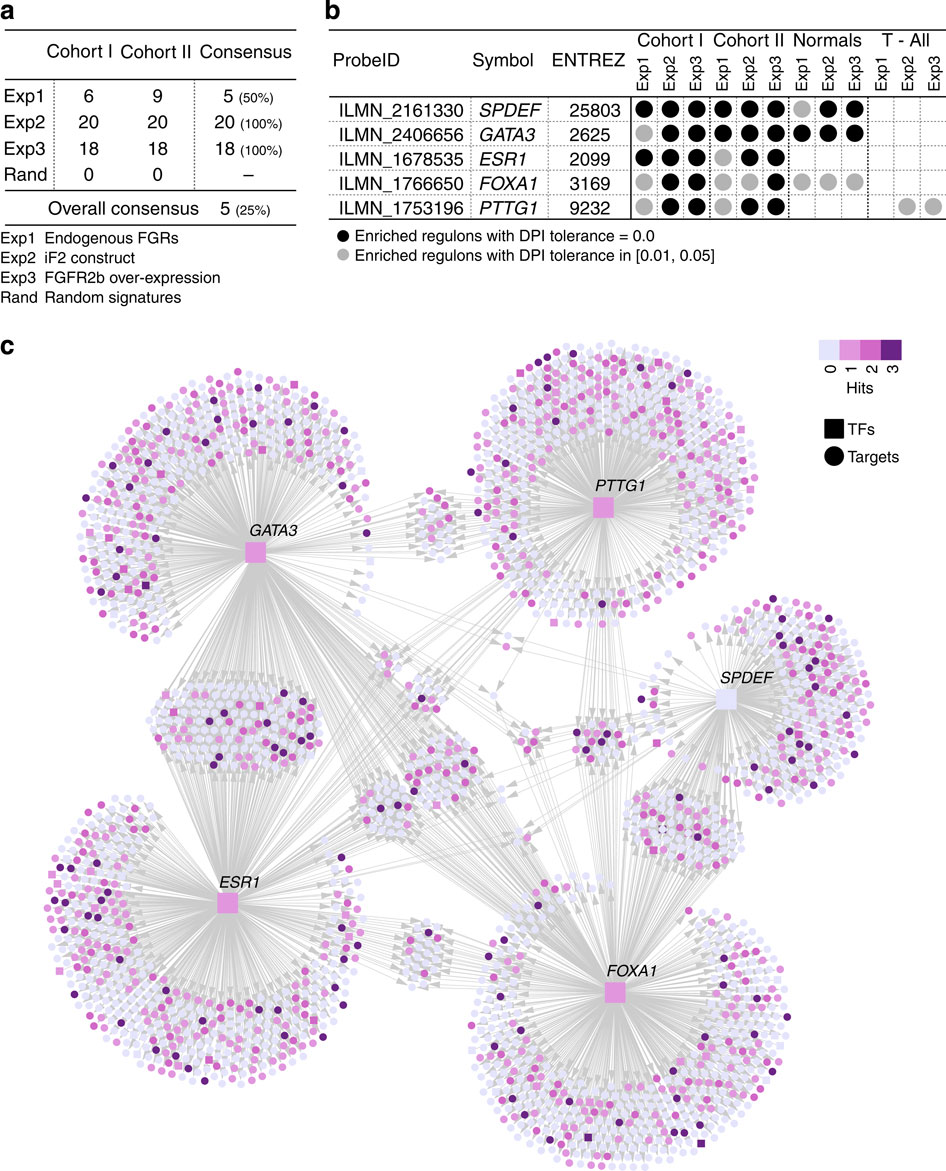 a
Cohort I Cohort II Consensus
Exp1 6 9 5 (50%)
Exp2 20 20 20 (100%)
Exp3 18 18 18 (100%)
Rand 0 0 –
Overall consensus 5 (25%)
Exp1 Endogenous FGRs
Exp2 iF2 construct
Exp3 FGFR2b over-expression
Rand Random signatures
b
Cohort I Cohort II Normals T - All
ProbeID Symbol ENTREZ Exp1 Exp2 Exp3 Exp1 Exp2 Exp3 Exp1 Exp2 Exp3 Exp1 Exp2 Exp3
ILMN_2161330 SPDEF 25803
ILMN_2406656 GATA3 2625
ILMN_1678535 ESR1 2099
ILMN_1766650 FOXA1 3169
ILMN_1753196 PTTG1 9232
Enriched regulons with DPI tolerance = 0.0
Enriched regulons with DPI tolerance in [0.01, 0.05]
c
0 1 2 3
Hits
TFs
Targets
PTTG1
GATA3
SPDEF
ESR1
FOXA1